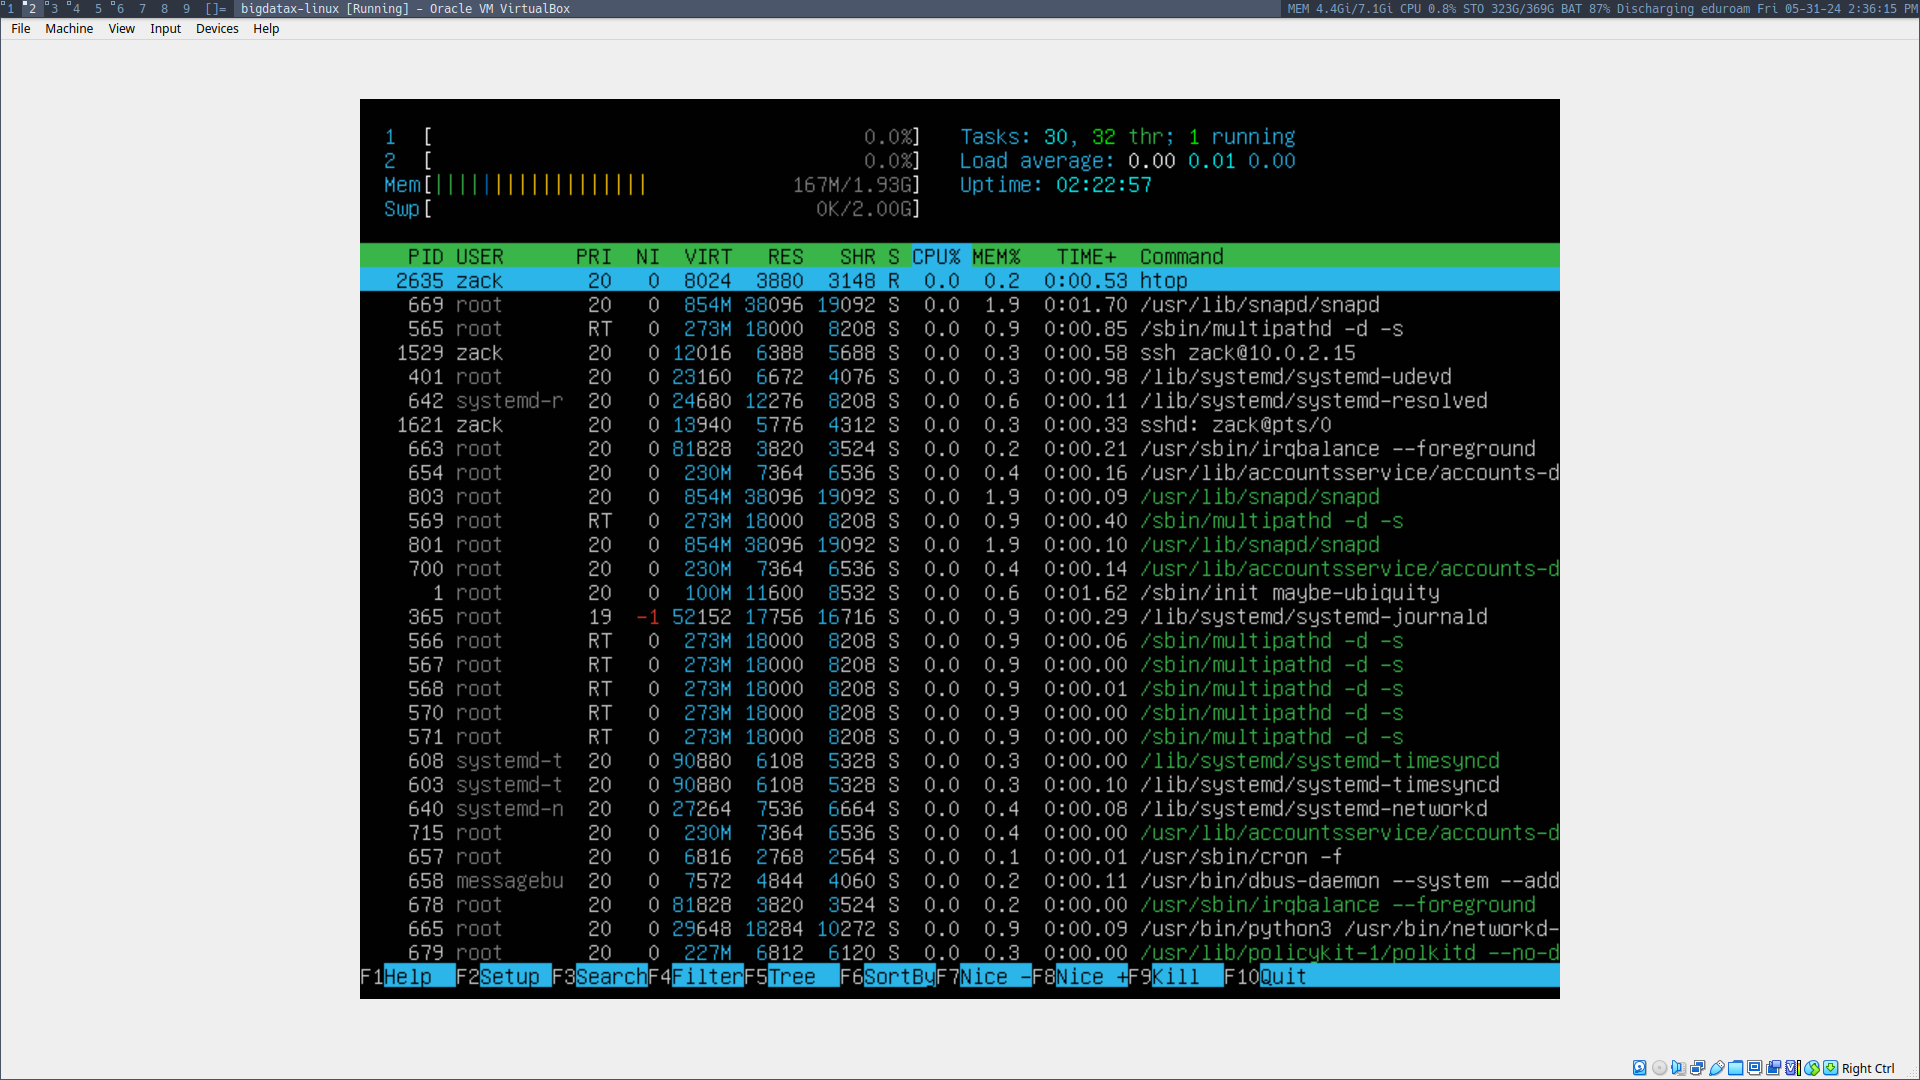 1 2 3 4 5 6 7 8 9 []= bigdatax-linux [Running] - Oracle VM VirtualBox MEM 4.4Gi/7.1Gi CPU 0.8% STO 323G/369G BAT 87% Discharging eduroam Fri 05-31-24 2:36:15 PM
File Machine View Input Devices Help
1 [ 0.0%] Tasks: 30, 32 thr; 1 running
2 [ 0.0%] Load average: 0.00 0.01 0.00
Mem[||||||||||||||||||||||167M/1.93G] Uptime: 02:22:57
Swp[ 0K/2.00G]
PID USER PRI NI VIRT RES SHR S CPU% MEM% TIME+ Command
2635 zack 20 0 8024 3880 3148 R 0.0 0.2 0:00.53 htop
669 root 20 0 854M 38096 19092 S 0.0 1.9 0:01.70 /usr/lib/snapd/snapd
565 root RT 0 273M 18000 8208 S 0.0 0.9 0:00.85 /sbin/multipathd -d -s
1529 zack 20 0 12016 6388 5688 S 0.0 0.3 0:00.58 ssh zack@10.0.2.15
401 root 20 0 23160 6672 4076 S 0.0 0.3 0:00.98 /lib/systemd/systemd-udevd
642 systemd-r 20 0 24680 12276 8208 S 0.0 0.6 0:00.11 /lib/systemd/systemd-resolved
1621 zack 20 0 13940 5776 4312 S 0.0 0.3 0:00.33 sshd: zack@pts/0
663 root 20 0 81828 3820 3524 S 0.0 0.2 0:00.21 /usr/sbin/irqbalance --foreground
654 root 20 0 230M 7364 6536 S 0.0 0.4 0:00.16 /usr/lib/accountsservice/accounts-d
803 root 20 0 854M 38096 19092 S 0.0 1.9 0:00.09 /usr/lib/snapd/snapd
569 root RT 0 273M 18000 8208 S 0.0 0.9 0:00.40 /sbin/multipathd -d -s
801 root 20 0 854M 38096 19092 S 0.0 1.9 0:00.10 /usr/lib/snapd/snapd
700 root 20 0 230M 7364 6536 S 0.0 0.4 0:00.14 /usr/lib/accountsservice/accounts-d
1 root 20 0 100M 11600 8532 S 0.0 0.6 0:01.62 /sbin/init maybe-ubiquity
365 root 19 -1 52152 17756 16716 S 0.0 0.9 0:00.29 /lib/systemd/systemd-journald
566 root RT 0 273M 18000 8208 S 0.0 0.9 0:00.06 /sbin/multipathd -d -s
567 root RT 0 273M 18000 8208 S 0.0 0.9 0:00.00 /sbin/multipathd -d -s
568 root RT 0 273M 18000 8208 S 0.0 0.9 0:00.01 /sbin/multipathd -d -s
570 root RT 0 273M 18000 8208 S 0.0 0.9 0:00.00 /sbin/multipathd -d -s
571 root RT 0 273M 18000 8208 S 0.0 0.9 0:00.00 /sbin/multipathd -d -s
608 systemd-t 20 0 90880 6108 5328 S 0.0 0.3 0:00.00 /lib/systemd/systemd-timesyncd
603 systemd-t 20 0 90880 6108 5328 S 0.0 0.3 0:00.10 /lib/systemd/systemd-timesyncd
640 systemd-n 20 0 27264 7536 6664 S 0.0 0.4 0:00.08 /lib/systemd/systemd-networkd
715 root 20 0 230M 7364 6536 S 0.0 0.4 0:00.00 /usr/lib/accountsservice/accounts-d
657 root 20 0 6816 2768 2564 S 0.0 0.1 0:00.01 /usr/sbin/cron -f
658 messagebu 20 0 7572 4844 4060 S 0.0 0.2 0:00.11 /usr/bin/dbus-daemon --system --add
678 root 20 0 81828 3820 3524 S 0.0 0.2 0:00.00 /usr/sbin/irqbalance --foreground
665 root 20 0 29648 18284 10272 S 0.0 0.9 0:00.09 /usr/bin/python3 /usr/bin/networkd-
679 root 20 0 227M 6812 6120 S 0.0 0.3 0:00.00 /usr/lib/policykit-1/polkitd --no-d
F1Help F2Setup F3SearchF4FilterF5Tree F6SortByF7Nice -F8Nice +F9Kill F10Quit
Right Ctrl